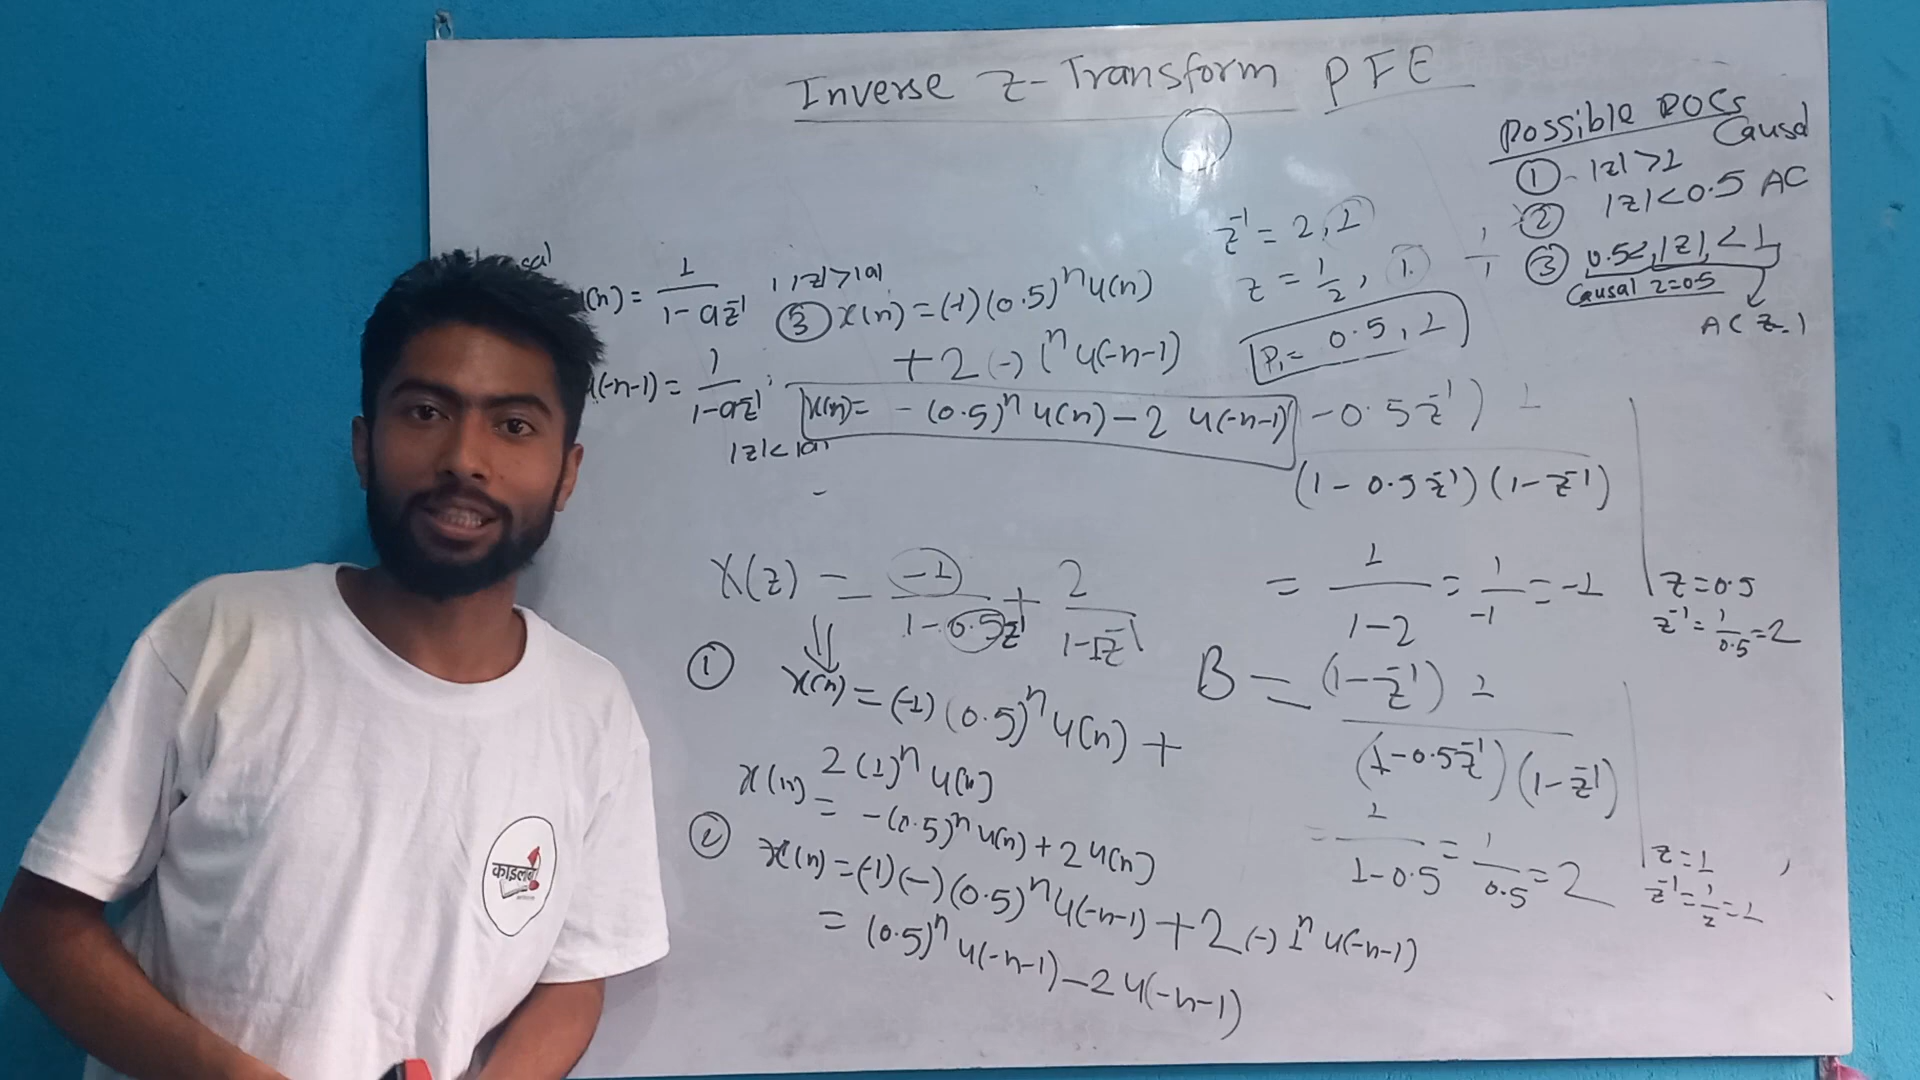 Inverse Z-Transform PFE
Possible ROCs
① - |z|>1 Causal
② |z|<0.5 AC
③ 0.5<|z|<1
Causal z=0.5
AC z=1
z⁻¹ = 2, 1
z = 1/2, 1. 1/1
P₁ = 0.5, 1
(n) = 1/(1-az⁻¹) , |z|>|a|
u(-n-1) = 1/(1-az⁻¹) ;
|z|<|a|
③ x(n) = (-1)(0.5)ⁿu(n)
+ 2 (-) 1ⁿ u(-n-1)
x(n) = -(0.5)ⁿ u(n) - 2 u(-n-1)
-0.5z⁻¹) 1
(1-0.5z⁻¹)(1-z⁻¹)
= 1/(1-2) = 1/-1 = -1
z=0.5
z⁻¹ = 1/0.5 = 2
X(z) = -1/(1-0.5z⁻¹) + 2/(1-1z⁻¹)
① x(n) = (-1)(0.5)ⁿu(n) +
2(1)ⁿu(n)
x(n) = -(0.5)ⁿu(n) + 2u(n)
② x(n) = (-1)(-)(0.5)ⁿu(-n-1) + 2(-)1ⁿu(-n-1)
= (0.5)ⁿu(-n-1) - 2u(-n-1)
B = (1-z⁻¹) 1
(1-0.5z⁻¹)(1-z⁻¹)
= 1/(1-0.5) = 1/0.5 = 2
z=1
z⁻¹ = 1/z = 1